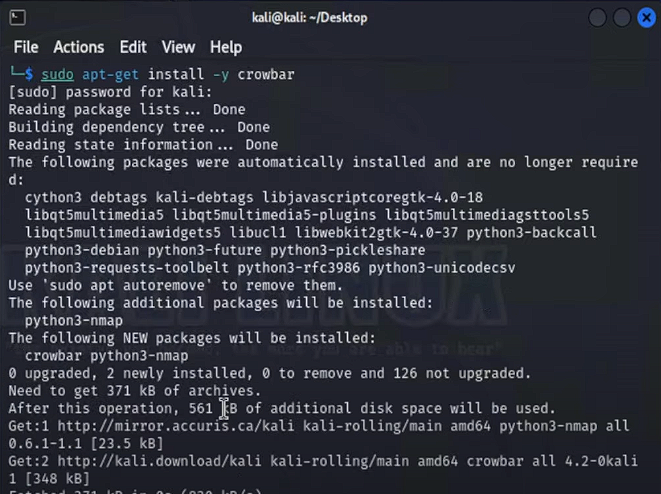 kali@kali: ~/Desktop
File Actions Edit View Help
└─$ sudo apt-get install -y crowbar
[sudo] password for kali:
Reading package lists... Done
Building dependency tree... Done
Reading state information... Done
The following packages were automatically installed and are no longer require
d:
cython3 debtags kali-debtags libjavascriptcoregtk-4.0-18
libqt5multimedia5 libqt5multimedia5-plugins libqt5multimediagsttools5
libqt5multimediawidgets5 libucl1 libwebkit2gtk-4.0-37 python3-backcall
python3-debian python3-future python3-pickleshare
python3-requests-toolbelt python3-rfc3986 python3-unicodecsv
Use 'sudo apt autoremove' to remove them.
The following additional packages will be installed:
python3-nmap
The following NEW packages will be installed:
crowbar python3-nmap
0 upgraded, 2 newly installed, 0 to remove and 126 not upgraded.
Need to get 371 kB of archives.
After this operation, 561 kB of additional disk space will be used.
Get:1 http://mirror.accuris.ca/kali kali-rolling/main amd64 python3-nmap all
0.6.1-1.1 [23.5 kB]
Get:2 http://kali.download/kali kali-rolling/main amd64 crowbar all 4.2-0kali
1 [348 kB]
Fetched 371 kB in 0s